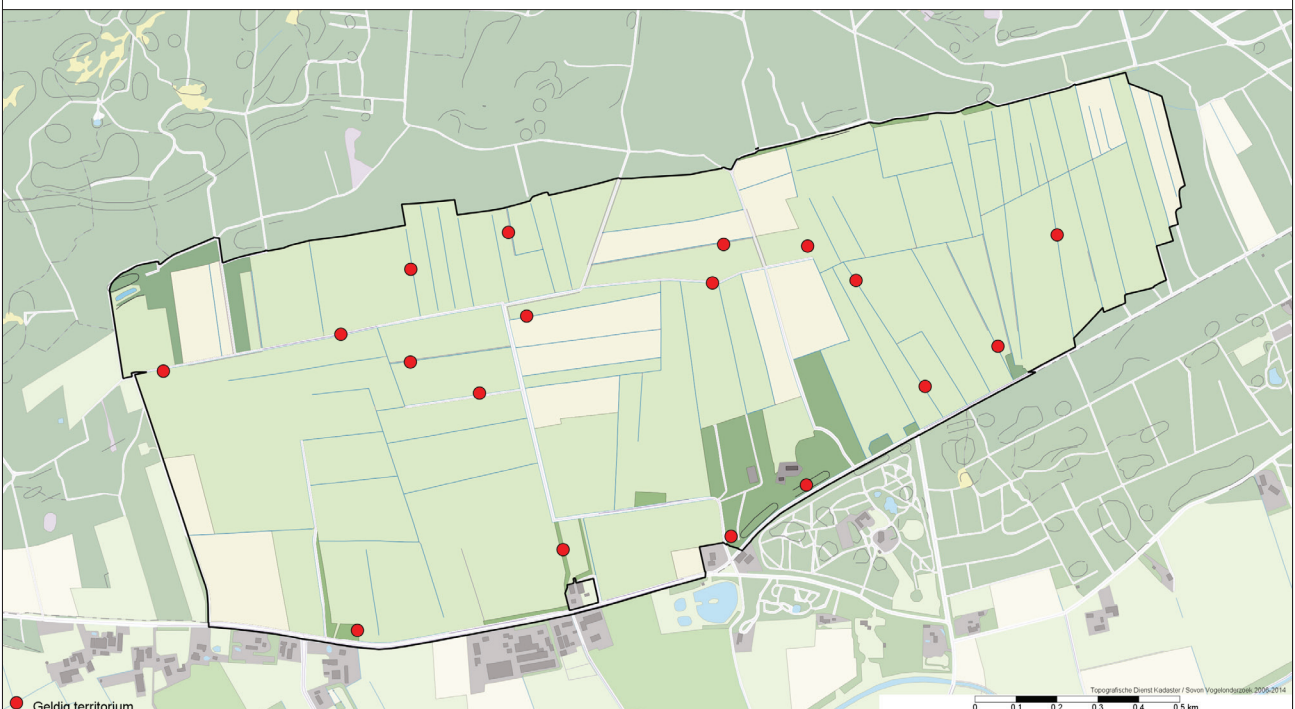 Topografische Dienst Kadaster / Sovon Vogelonderzoek 2006-2014
Geldig territorium
0 0.1 0.2 0.3 0.4 0.5 km